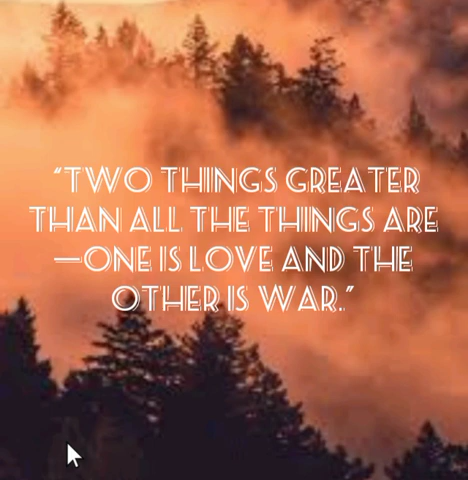 “TWO THINGS GREATER
THAN ALL THE THINGS ARE
—ONE IS LOVE AND THE
OTHER IS WAR.”